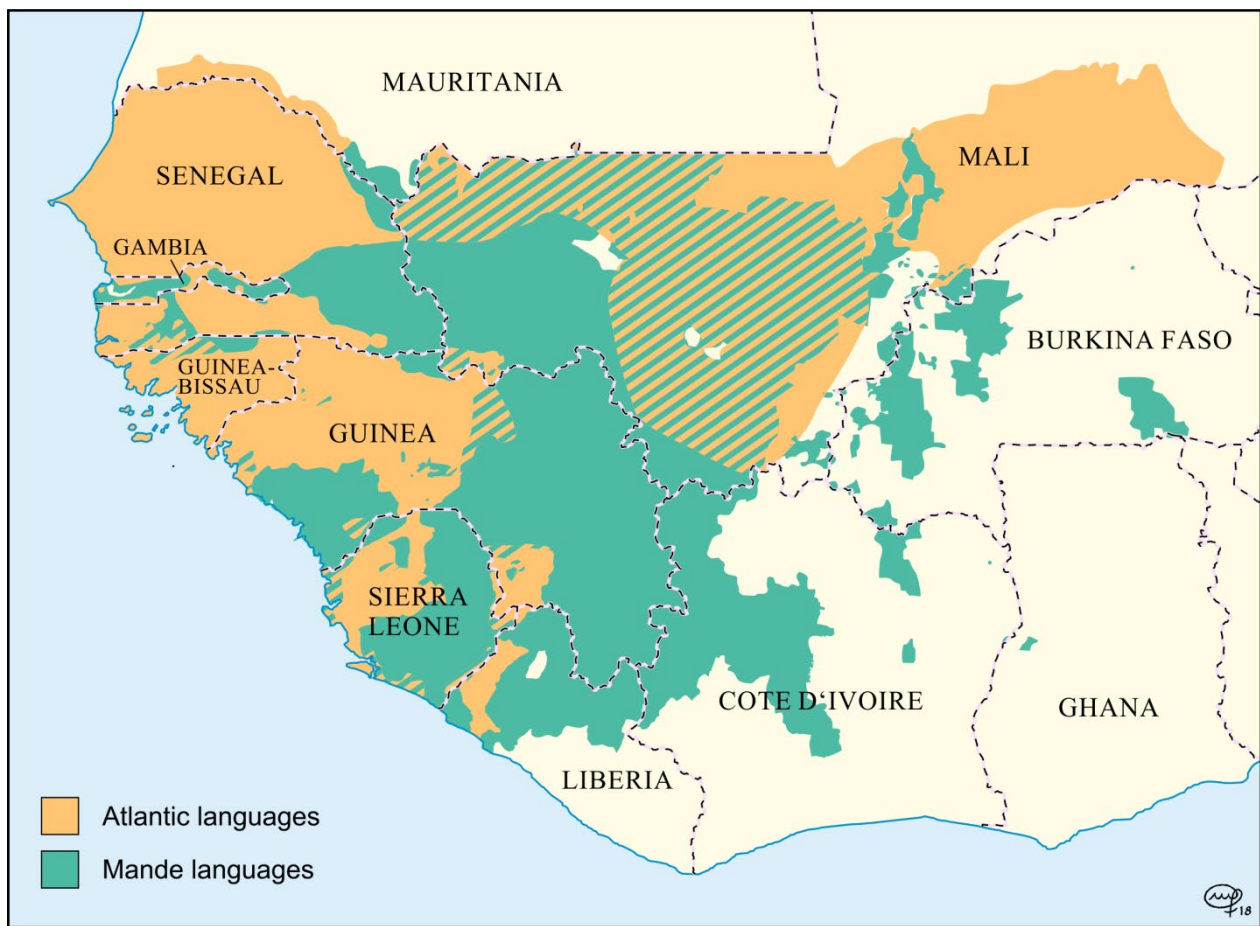 MAURITANIA
SENEGAL
MALI
GAMBIA
BURKINA FASO
GUINEA-
BISSAU
GUINEA
SIERRA
LEONE
COTE D‘IVOIRE
GHANA
LIBERIA
Atlantic languages
Mande languages
18